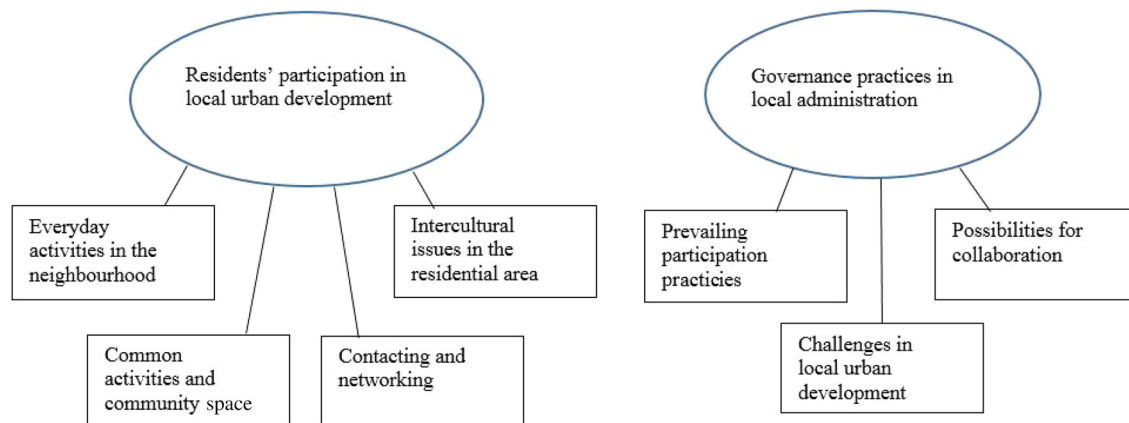 Residents’ participation in
local urban development
Everyday
activities in the
neighbourhood
Common
activities and
community space
Contacting and
networking
Intercultural
issues in the
residential area
Governance practices in
local administration
Prevailing
participation
practicies
Challenges in
local urban
development
Possibilities for
collaboration